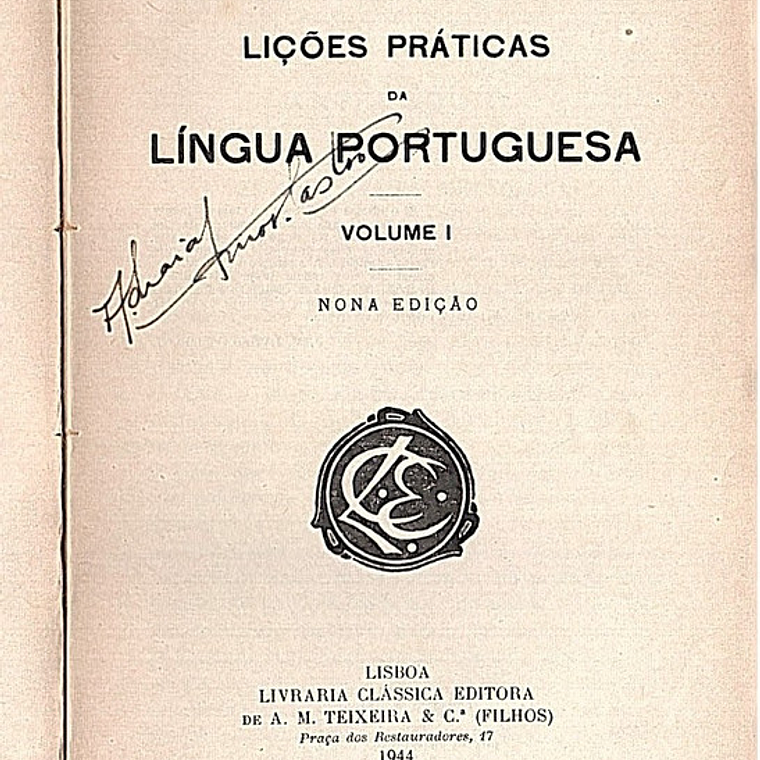 LIÇÕES PRÁTICAS
DA
LÍNGUA PORTUGUESA
VOLUME I
NONA EDIÇÃO
LISBOA
LIVRARIA CLÁSSICA EDITORA
DE A. M. TEIXEIRA & C.ª (FILHOS)
Praça dos Restauradores, 17
1944